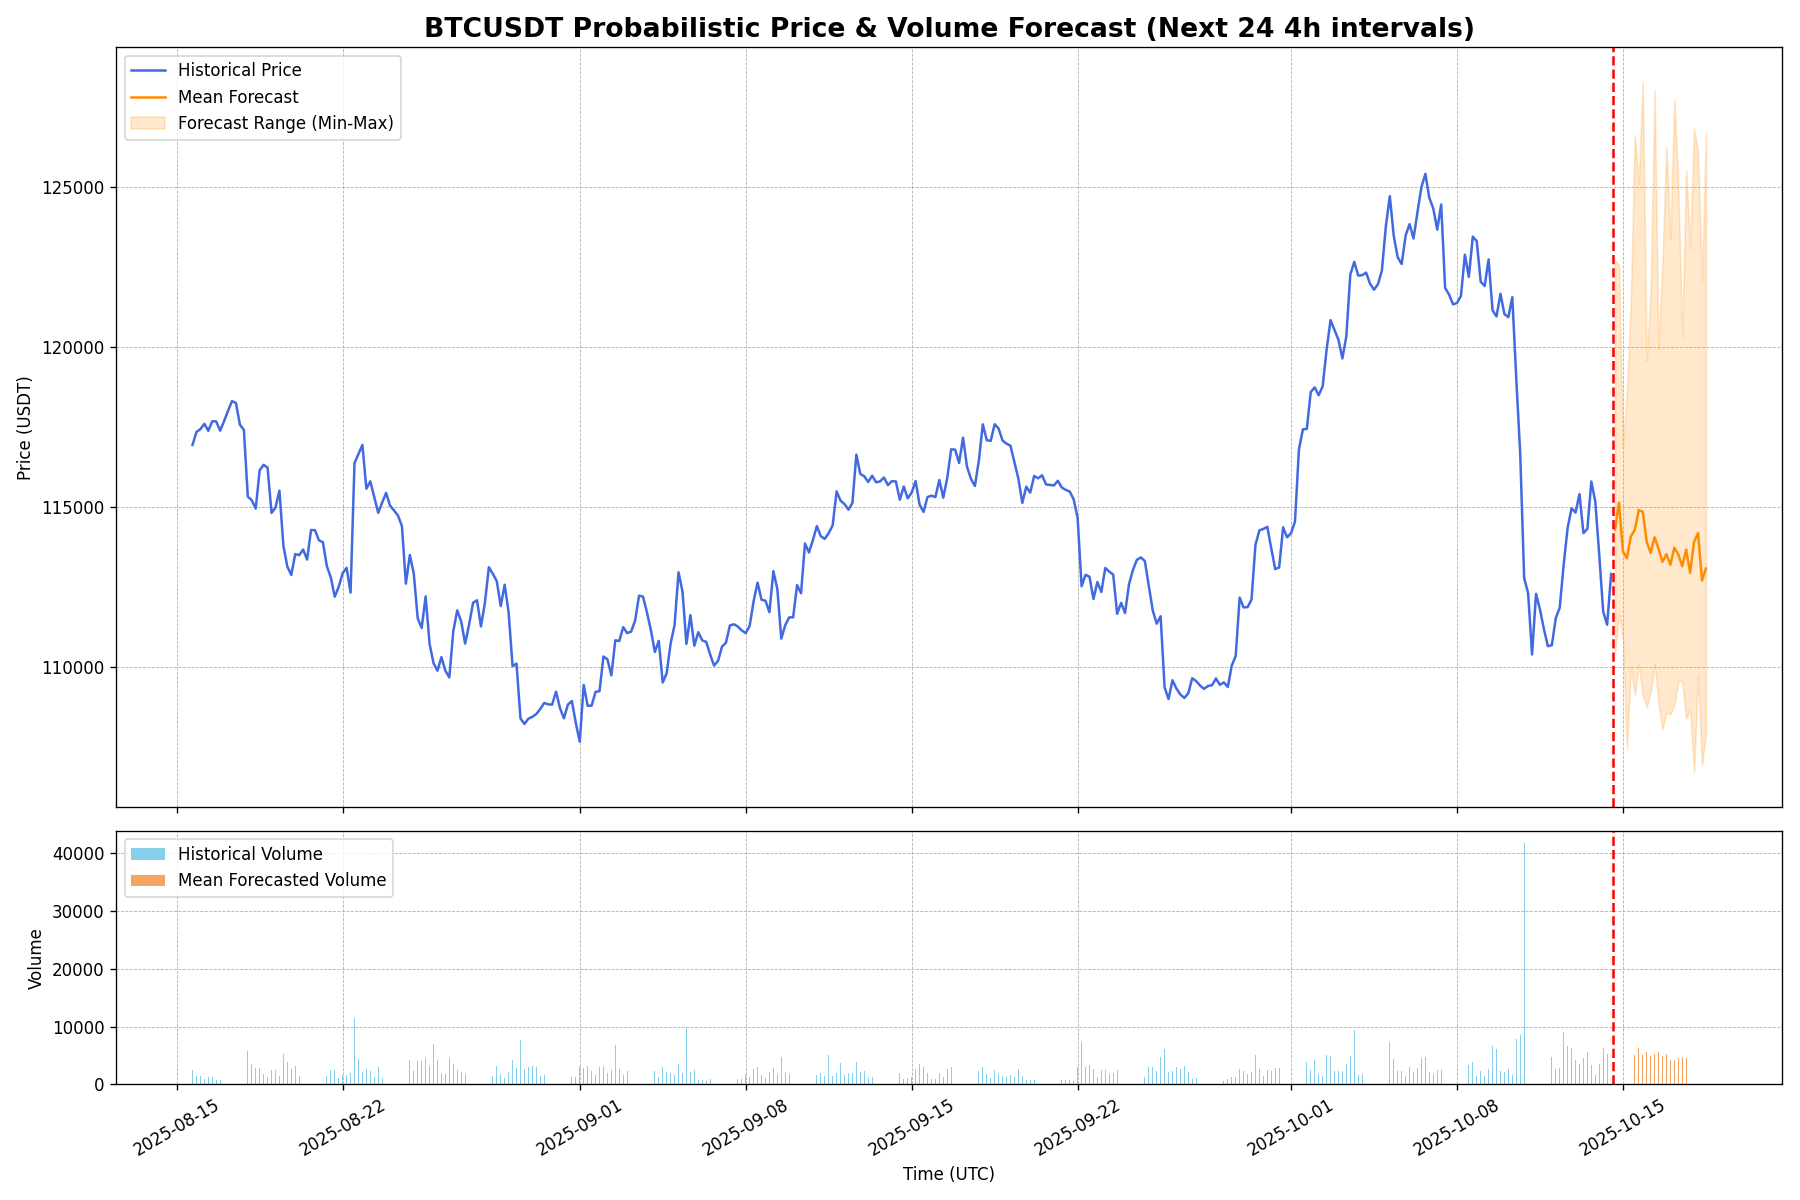 BTCUSDT Probabilistic Price & Volume Forecast (Next 24 4h intervals)
Historical Price
Mean Forecast
Forecast Range (Min-Max)
125000
120000
115000
110000
Price (USDT)
Historical Volume
Mean Forecasted Volume
40000
30000
20000
10000
0
Volume
2025-08-15
2025-08-22
2025-09-01
2025-09-08
2025-09-15
2025-09-22
2025-10-01
2025-10-08
2025-10-15
Time (UTC)